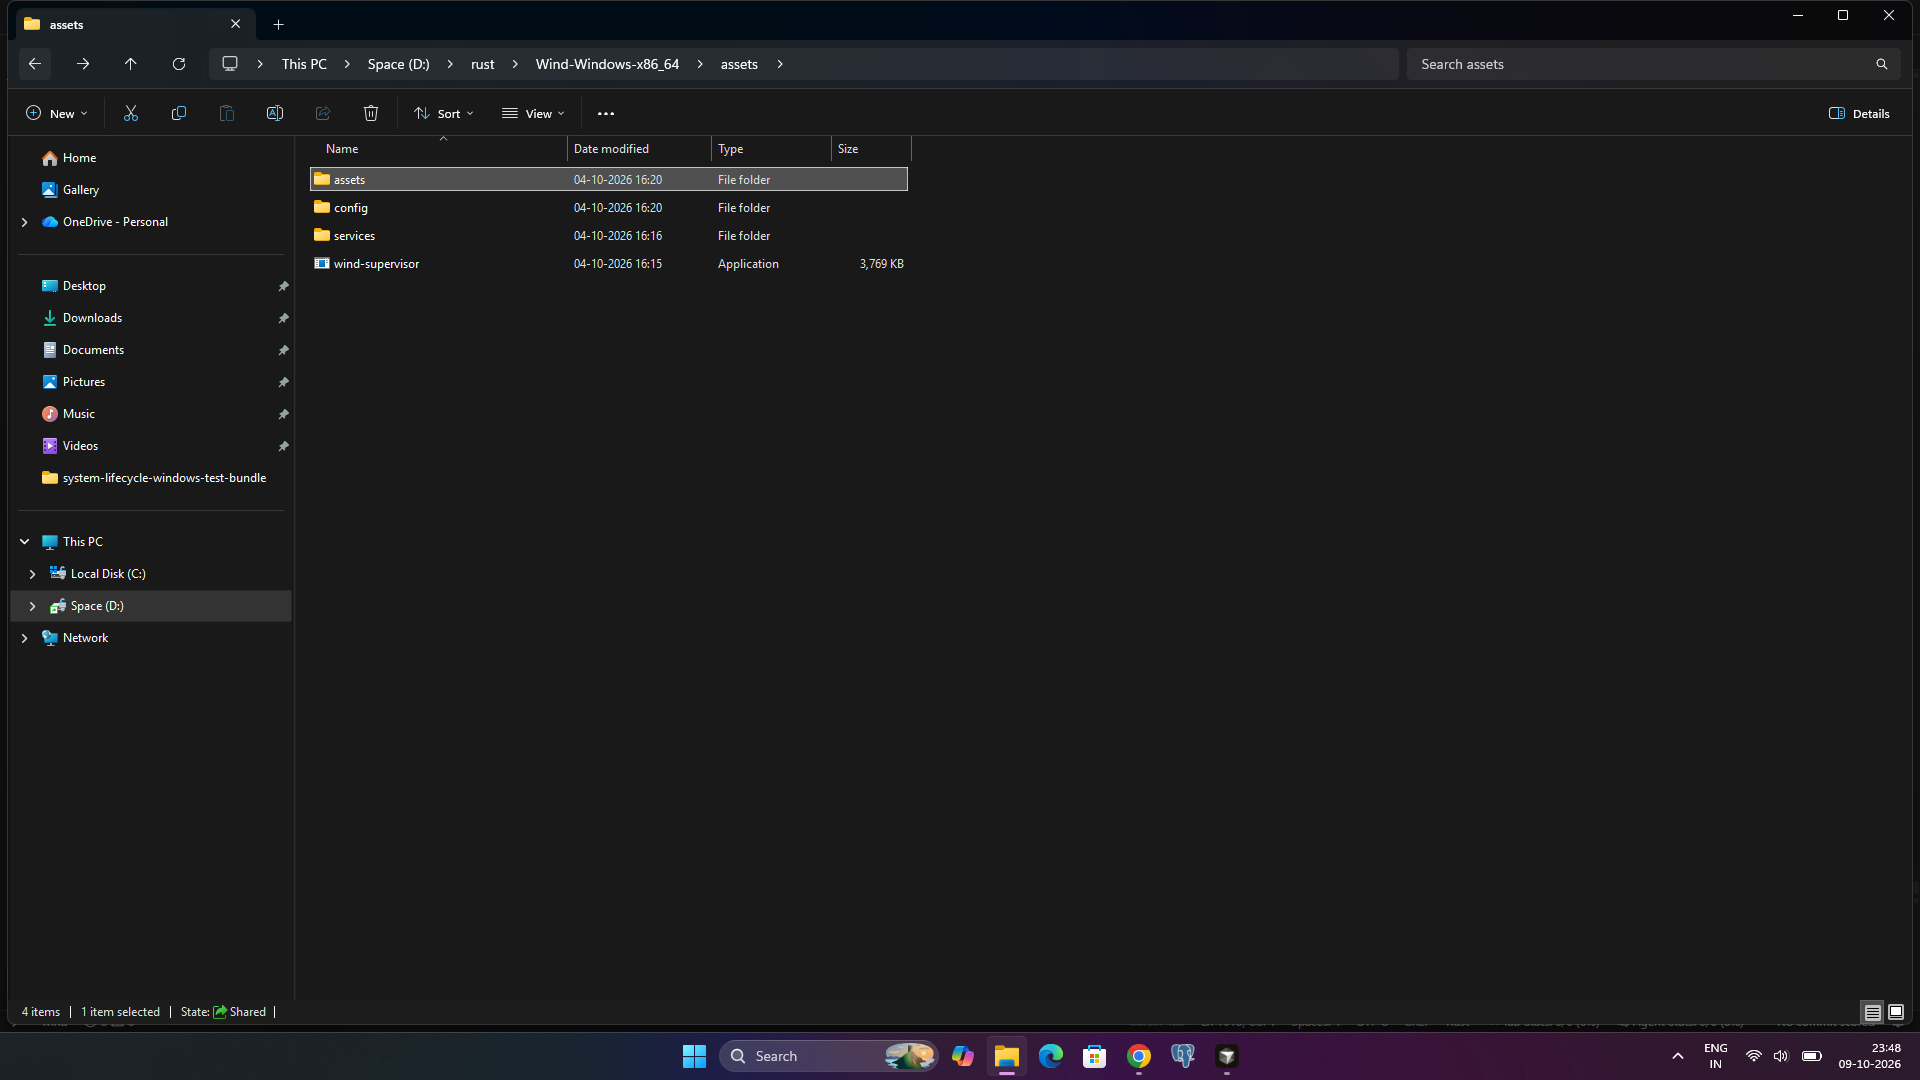 assets
This PC
Space (D:)
rust
Wind-Windows-x86_64
assets
Search assets
New
Sort
View
Details
Name Date modified Type Size
assets 04-10-2026 16:20 File folder
config 04-10-2026 16:20 File folder
services 04-10-2026 16:16 File folder
wind-supervisor 04-10-2026 16:15 Application 3,769 KB
Home
Gallery
OneDrive - Personal
Desktop
Downloads
Documents
Pictures
Music
Videos
system-lifecycle-windows-test-bundle
This PC
Local Disk (C:)
Space (D:)
Network
4 items 1 item selected State: Shared
Search
ENG
IN
23:48
09-10-2026